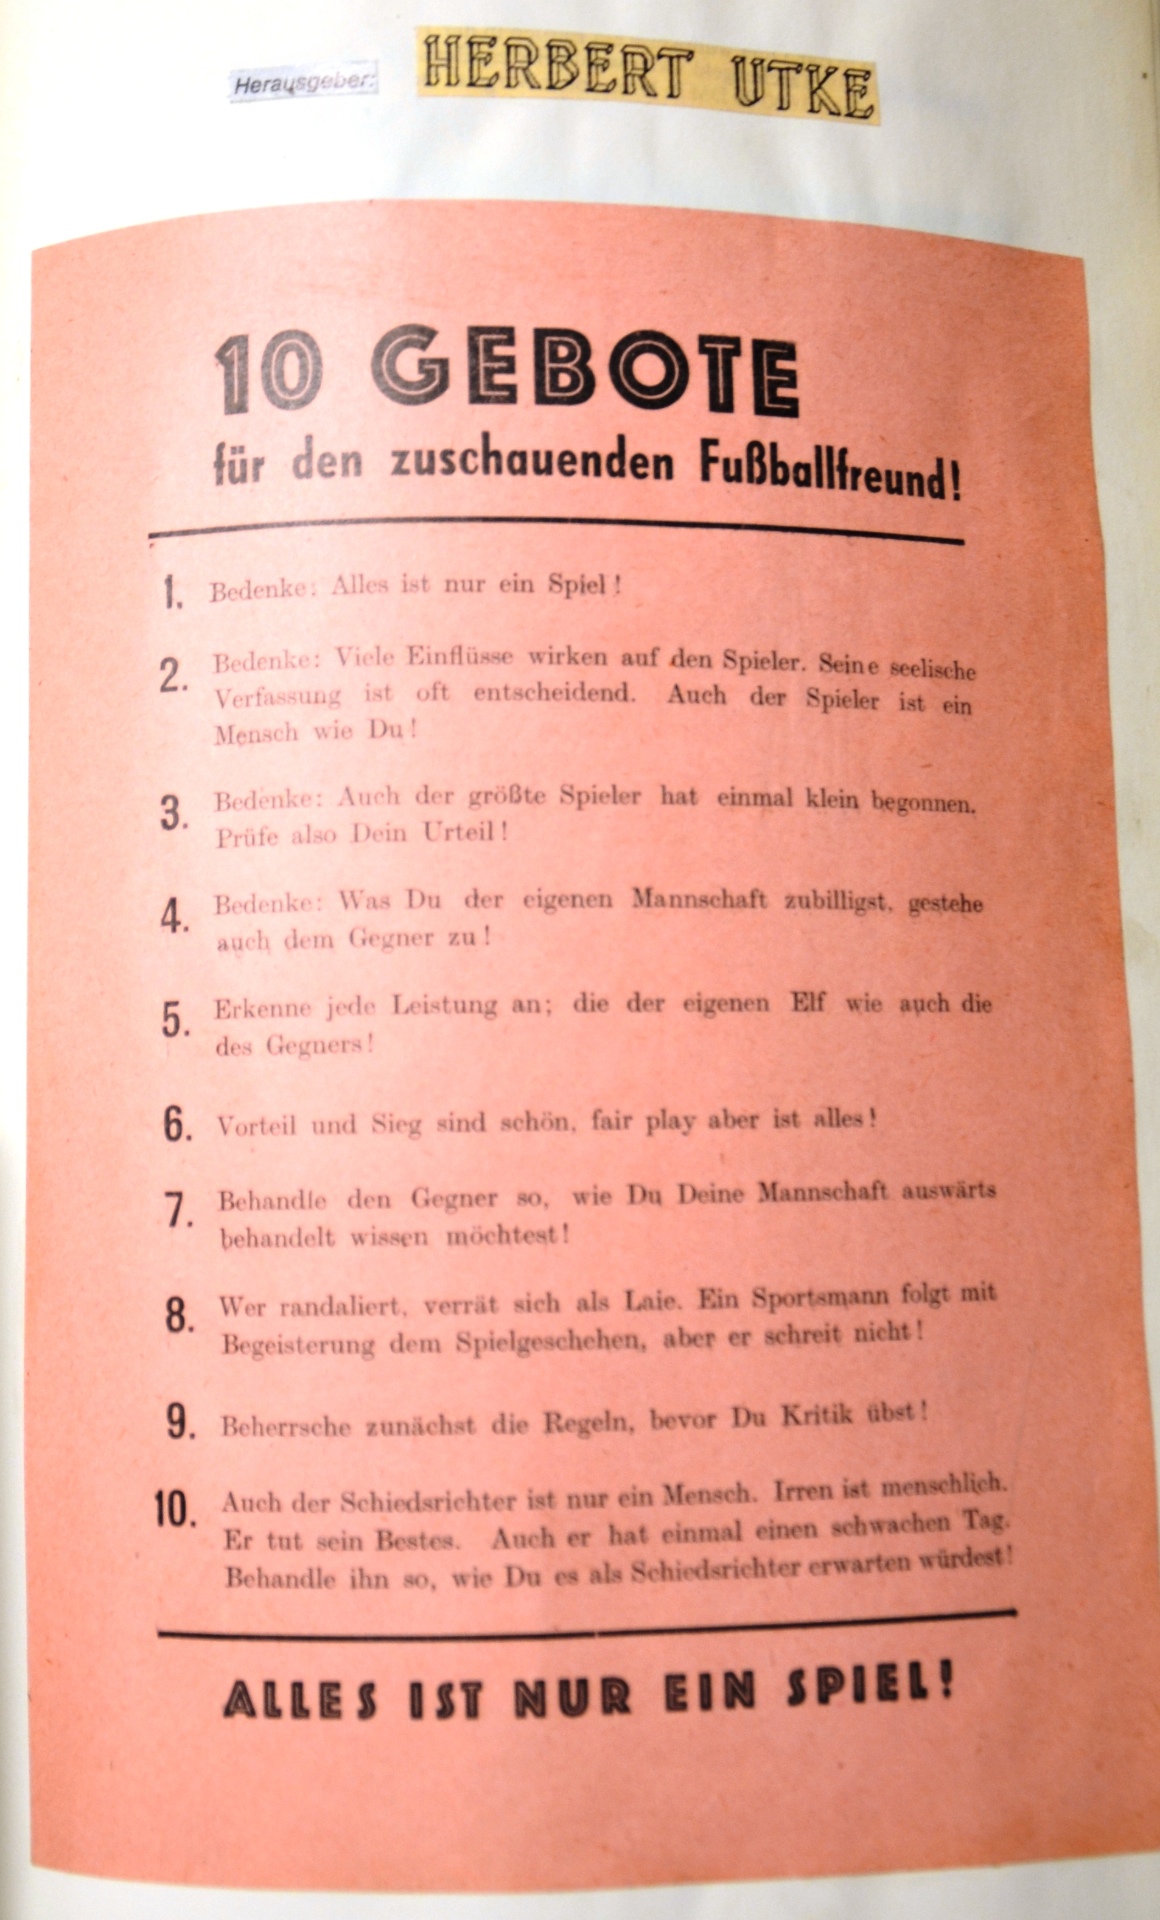 Herausgeber: HERBERT UTKE
10 GEBOTE
für den zuschauenden Fußballfreund!
1. Bedenke: Alles ist nur ein Spiel!
2. Bedenke: Viele Einflüsse wirken auf den Spieler. Seine seelische
Verfassung ist oft entscheidend. Auch der Spieler ist ein
Mensch wie Du!
3. Bedenke: Auch der größte Spieler hat einmal klein begonnen.
Prüfe also Dein Urteil!
4. Bedenke: Was Du der eigenen Mannschaft zubilligst, gestehe
auch dem Gegner zu!
5. Erkenne jede Leistung an; die der eigenen Elf wie auch die
des Gegners!
6. Vorteil und Sieg sind schön, fair play aber ist alles!
7. Behandle den Gegner so, wie Du Deine Mannschaft auswärts
behandelt wissen möchtest!
8. Wer randaliert, verrät sich als Laie. Ein Sportsmann folgt mit
Begeisterung dem Spielgeschehen, aber er schreit nicht!
9. Beherrsche zunächst die Regeln, bevor Du Kritik übst!
10. Auch der Schiedsrichter ist nur ein Mensch. Irren ist menschlich.
Er tut sein Bestes. Auch er hat einmal einen schwachen Tag.
Behandle ihn so, wie Du es als Schiedsrichter erwarten würdest!
ALLES IST NUR EIN SPIEL!